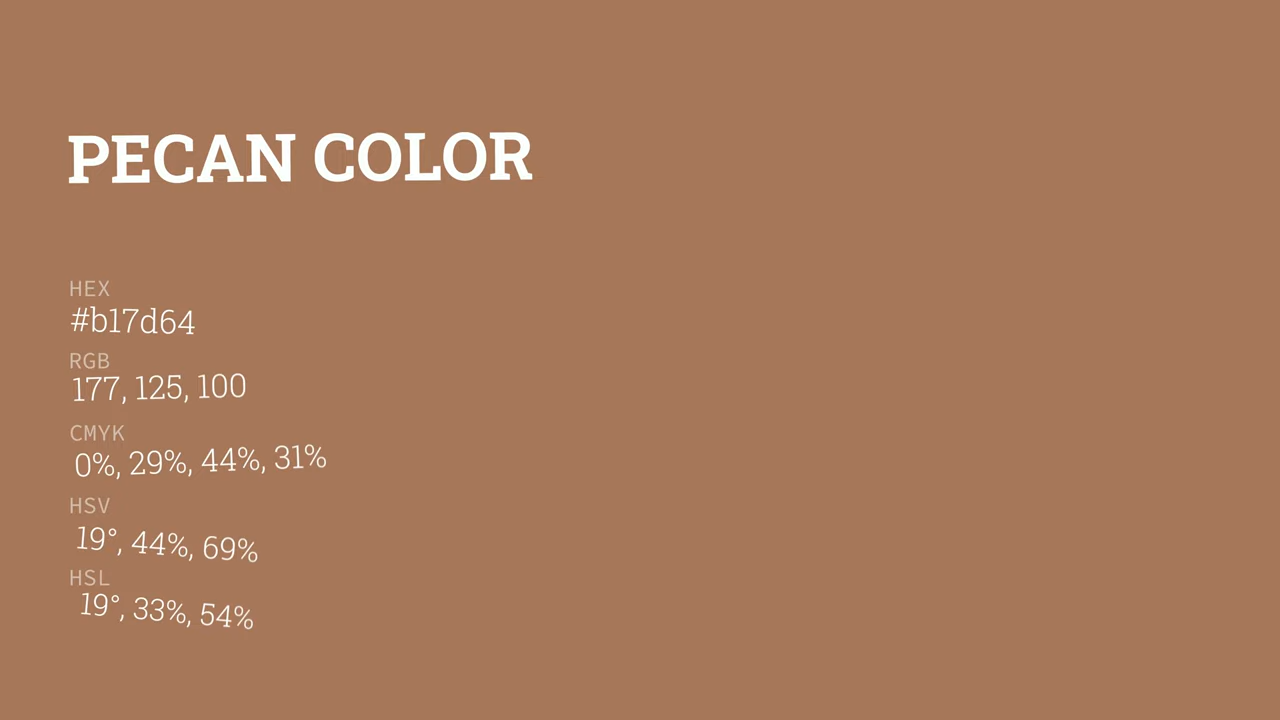 PECAN COLOR
HEX
#b17d64
RGB
177, 125, 100
CMYK
0%, 29%, 44%, 31%
HSV
19°, 44%, 69%
HSL
19°, 33%, 54%